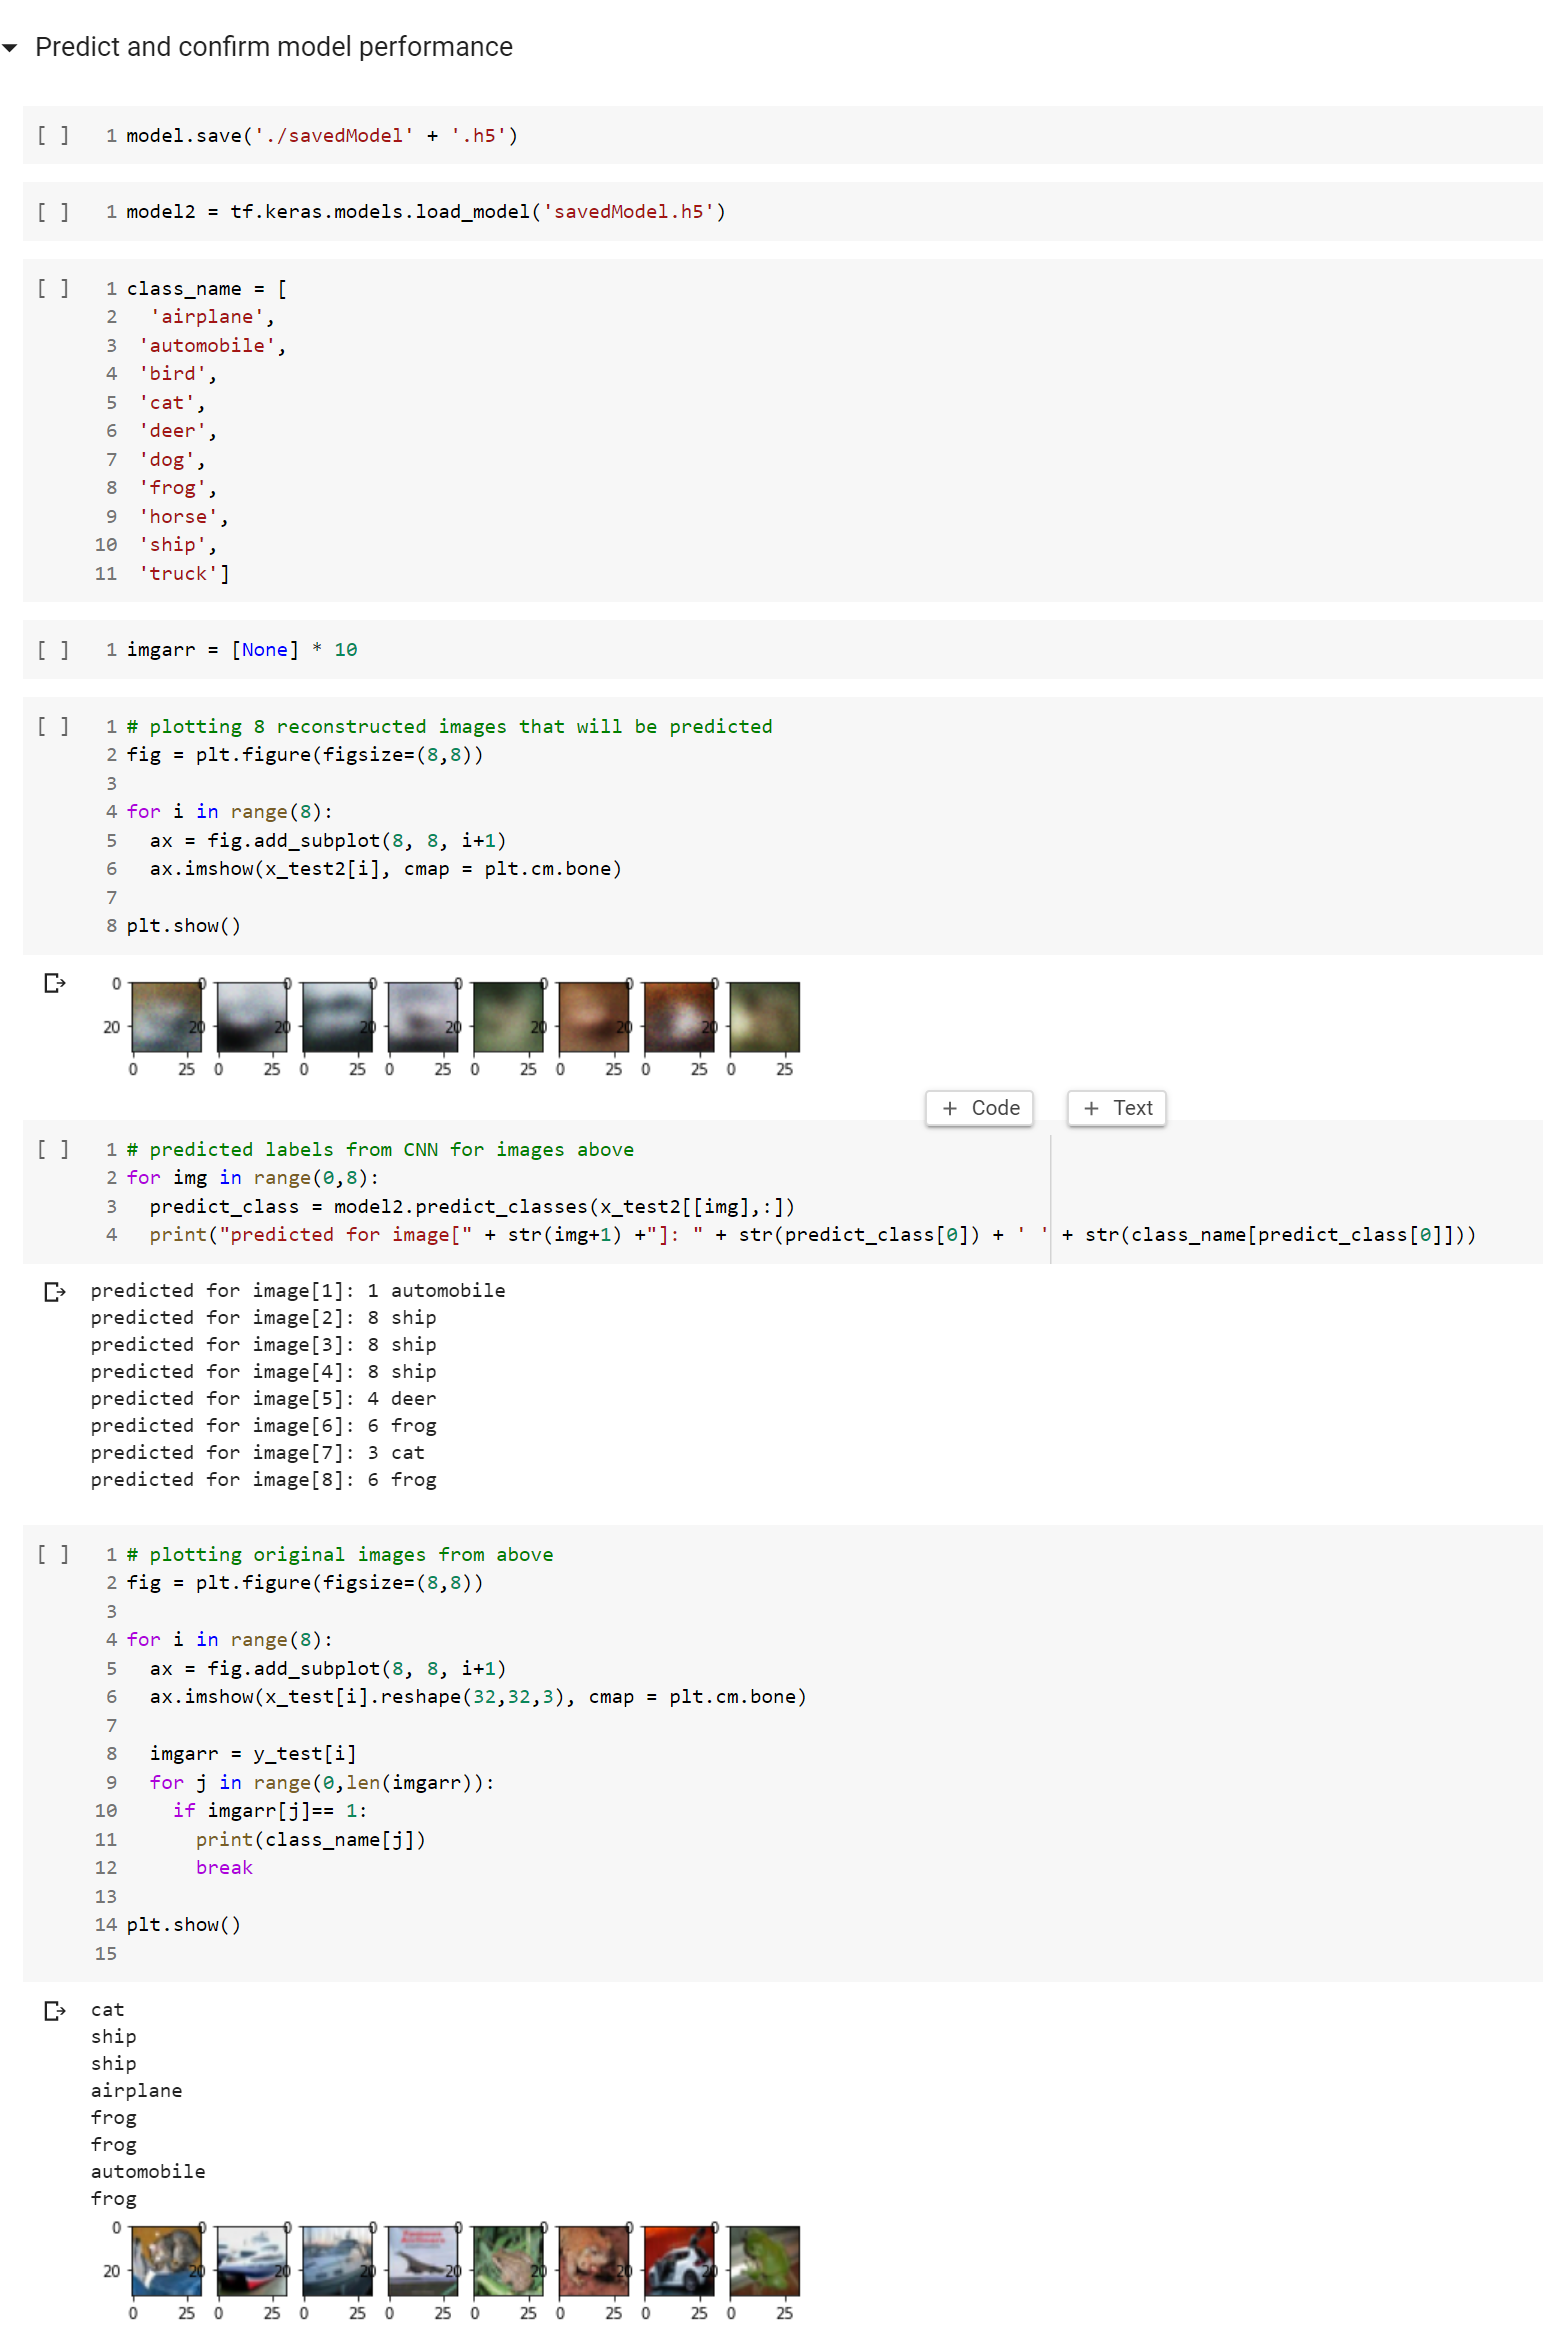 Predict and confirm model performance
[ ] 1 model.save('./savedModel' + '.h5')
[ ] 1 model2 = tf.keras.models.load_model('savedModel.h5')
[ ] 1 class_name = [
2 'airplane',
3 'automobile',
4 'bird',
5 'cat',
6 'deer',
7 'dog',
8 'frog',
9 'horse',
10 'ship',
11 'truck']
[ ] 1 imgarr = [None] * 10
[ ] 1 # plotting 8 reconstructed images that will be predicted
2 fig = plt.figure(figsize=(8,8))
3
4 for i in range(8):
5 ax = fig.add_subplot(8, 8, i+1)
6 ax.imshow(x_test2[i], cmap = plt.cm.bone)
7
8 plt.show()
0 0 0 0 0 0 0 0
20 20 20 20 20 20 20 20
0 25 0 25 0 25 0 25 0 25 0 25 0 25 0 25
+ Code + Text
[ ] 1 # predicted labels from CNN for images above
2 for img in range(0,8):
3 predict_class = model2.predict_classes(x_test2[[img],:])
4 print("predicted for image[" + str(img+1) +"]: " + str(predict_class[0]) + ' ' + str(class_name[predict_class[0]]))
predicted for image[1]: 1 automobile
predicted for image[2]: 8 ship
predicted for image[3]: 8 ship
predicted for image[4]: 8 ship
predicted for image[5]: 4 deer
predicted for image[6]: 6 frog
predicted for image[7]: 3 cat
predicted for image[8]: 6 frog
[ ] 1 # plotting original images from above
2 fig = plt.figure(figsize=(8,8))
3
4 for i in range(8):
5 ax = fig.add_subplot(8, 8, i+1)
6 ax.imshow(x_test[i].reshape(32,32,3), cmap = plt.cm.bone)
7
8 imgarr = y_test[i]
9 for j in range(0,len(imgarr)):
10 if imgarr[j]== 1:
11 print(class_name[j])
12 break
13
14 plt.show()
15
cat
ship
ship
airplane
frog
frog
automobile
frog
0 0 0 0 0 0 0 0
20 20 20 20 20 20 20 20
0 25 0 25 0 25 0 25 0 25 0 25 0 25 0 25